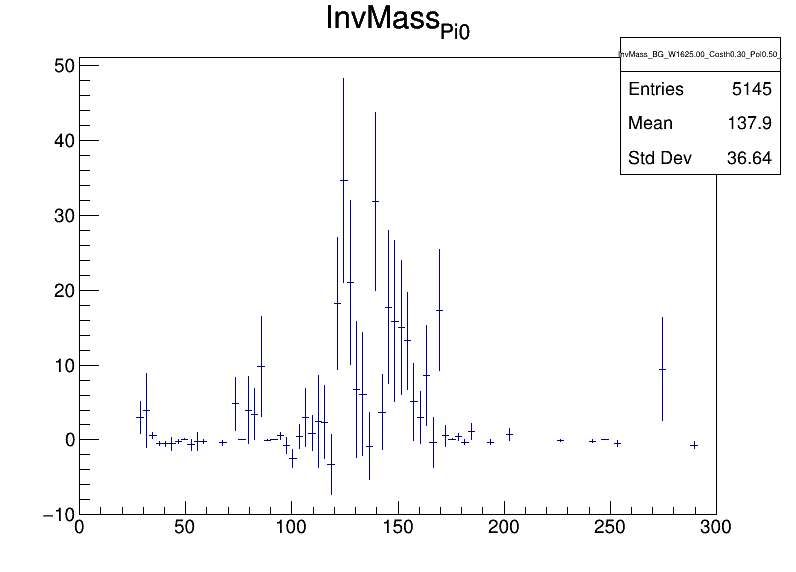 InvMass_Pi0
InvMass_BG_W1625.00_Costh0.30_Pol0.50_
Entries 5145
Mean 137.9
Std Dev 36.64
50
40
30
20
10
0
−10
0 50 100 150 200 250 300